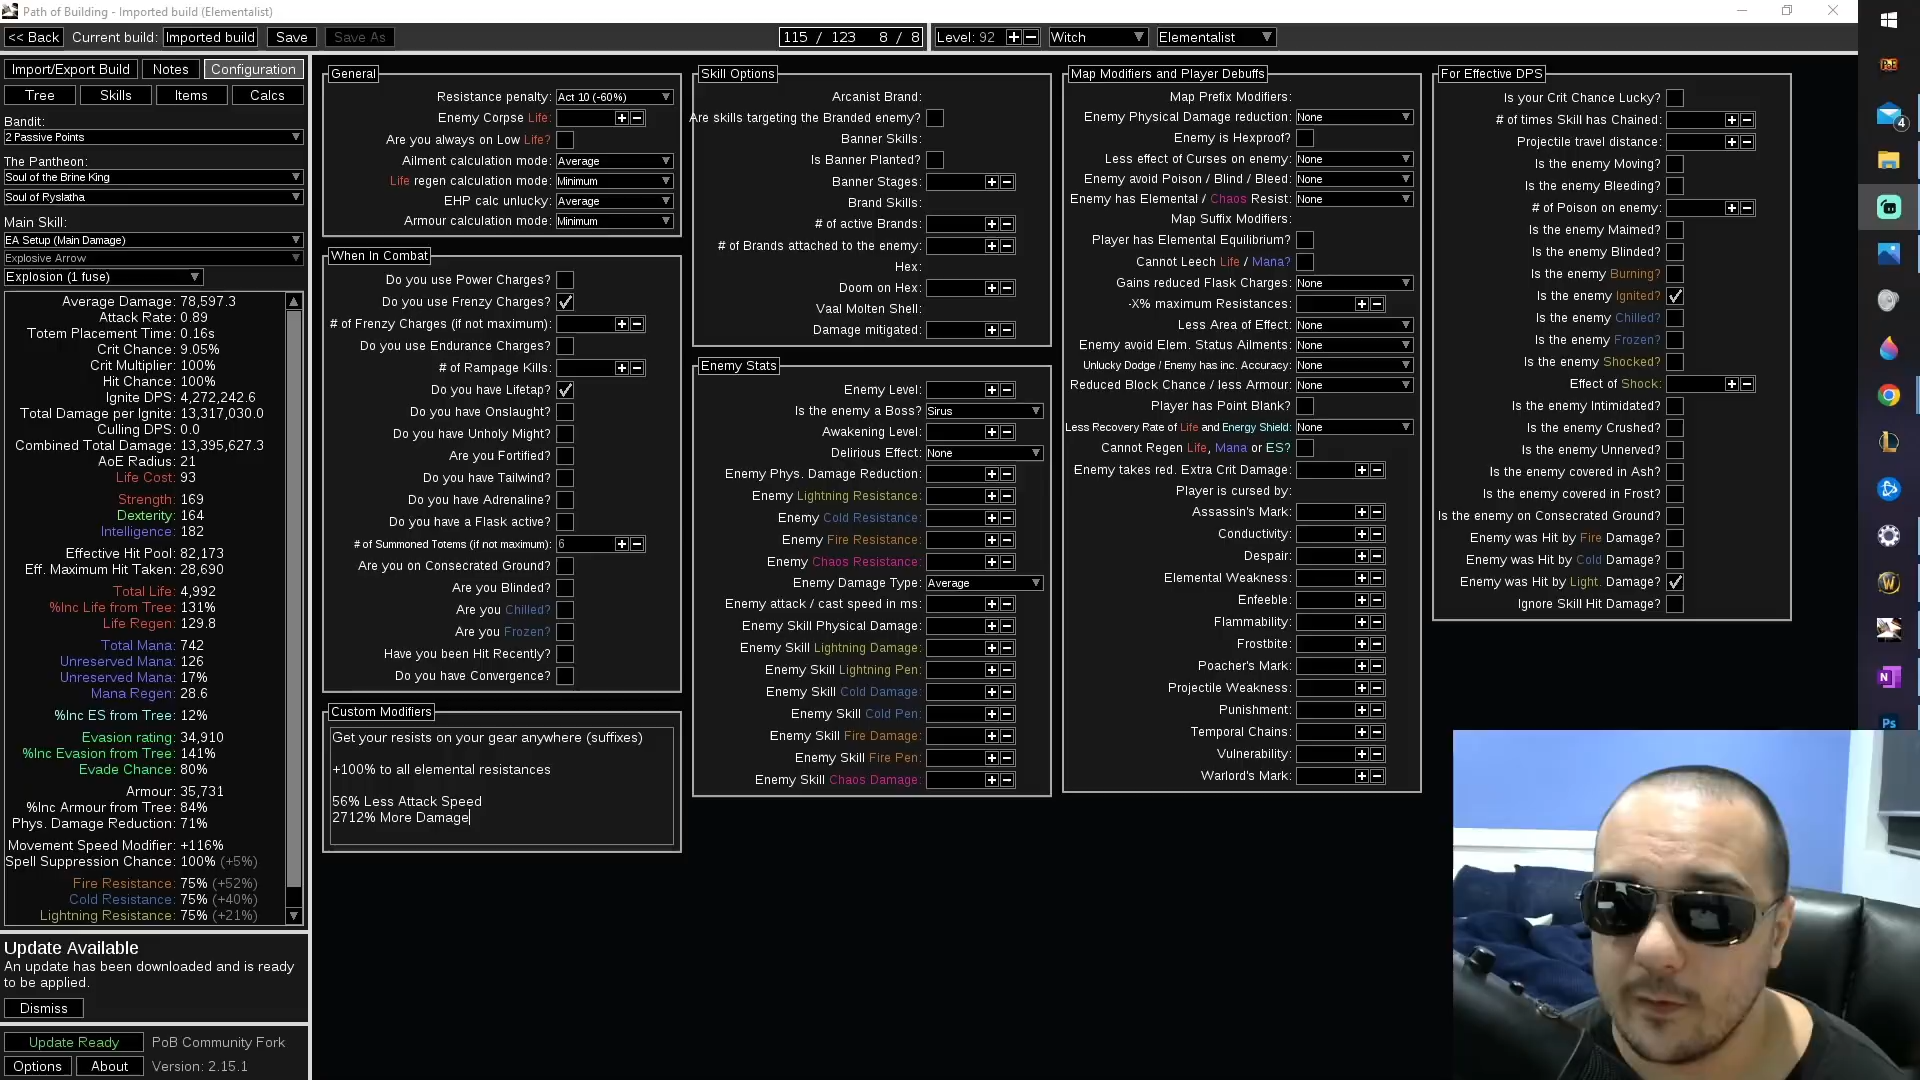 Path of Building - Imported build (Elementalist)
<< Back
Current build: Imported build
Save
Save As
115 / 123 8 / 8
Level: 92
Witch
Elementalist
Import/Export Build
Notes
Configuration
Tree
Skills
Items
Calcs
Bandit:
2 Passive Points
The Pantheon:
Soul of the Brine King
Soul of Ryslatha
Main Skill:
EA Setup (Main Damage)
Explosive Arrow
Explosion (1 fuse)
Average Damage: 78,597.3
Attack Rate: 0.89
Totem Placement Time: 0.16s
Crit Chance: 9.05%
Crit Multiplier: 100%
Hit Chance: 100%
Ignite DPS: 4,272,242.6
Total Damage per Ignite: 13,317,030.0
Culling DPS: 0.0
Combined Total Damage: 13,395,627.3
AoE Radius: 21
Life Cost: 93
Strength: 169
Dexterity: 164
Intelligence: 182
Effective Hit Pool: 82,173
Eff. Maximum Hit Taken: 28,690
Total Life: 4,992
%Inc Life from Tree: 131%
Life Regen: 129.8
Total Mana: 742
Unreserved Mana: 126
Unreserved Mana: 17%
Mana Regen: 28.6
%Inc ES from Tree: 12%
Evasion rating: 34,910
%Inc Evasion from Tree: 141%
Evade Chance: 80%
Armour: 35,731
%Inc Armour from Tree: 84%
Phys. Damage Reduction: 71%
Movement Speed Modifier: +116%
Spell Suppression Chance: 100% (+5%)
Fire Resistance: 75% (+52%)
Cold Resistance: 75% (+40%)
Lightning Resistance: 75% (+21%)
Update Available
An update has been downloaded and is ready
to be applied.
Dismiss
Update Ready
PoB Community Fork
Options
About
Version: 2.15.1
General
Resistance penalty: Act 10 (-60%)
Enemy Corpse Life:
Are you always on Low Life?
Ailment calculation mode: Average
Life regen calculation mode: Minimum
EHP calc unlucky: Average
Armour calculation mode: Minimum
When In Combat
Do you use Power Charges?
Do you use Frenzy Charges?
# of Frenzy Charges (if not maximum):
Do you use Endurance Charges?
# of Rampage Kills:
Do you have Lifetap?
Do you have Onslaught?
Do you have Unholy Might?
Are you Fortified?
Do you have Tailwind?
Do you have Adrenaline?
Do you have a Flask active?
# of Summoned Totems (if not maximum): 6
Are you on Consecrated Ground?
Are you Blinded?
Are you Chilled?
Are you Frozen?
Have you been Hit Recently?
Do you have Convergence?
Custom Modifiers
Get your resists on your gear anywhere (suffixes)
+100% to all elemental resistances
56% Less Attack Speed
2712% More Damage
Skill Options
Arcanist Brand:
Are skills targeting the Branded enemy?
Banner Skills:
Is Banner Planted?
Banner Stages:
Brand Skills:
# of active Brands:
# of Brands attached to the enemy:
Hex:
Doom on Hex:
Vaal Molten Shell:
Damage mitigated:
Enemy Stats
Enemy Level:
Is the enemy a Boss? Sirus
Awakening Level:
Delirious Effect: None
Enemy Phys. Damage Reduction:
Enemy Lightning Resistance:
Enemy Cold Resistance:
Enemy Fire Resistance:
Enemy Chaos Resistance:
Enemy Damage Type: Average
Enemy attack / cast speed in ms:
Enemy Skill Physical Damage:
Enemy Skill Lightning Damage:
Enemy Skill Lightning Pen:
Enemy Skill Cold Damage:
Enemy Skill Cold Pen:
Enemy Skill Fire Damage:
Enemy Skill Fire Pen:
Enemy Skill Chaos Damage:
Map Modifiers and Player Debuffs
Map Prefix Modifiers:
Enemy Physical Damage reduction: None
Enemy is Hexproof?
Less effect of Curses on enemy: None
Enemy avoid Poison / Blind / Bleed: None
Enemy has Elemental / Chaos Resist: None
Map Suffix Modifiers:
Player has Elemental Equilibrium?
Cannot Leech Life / Mana?
Gains reduced Flask Charges: None
-X% maximum Resistances:
Less Area of Effect: None
Enemy avoid Elem. Status Ailments: None
Unlucky Dodge / Enemy has inc. Accuracy: None
Reduced Block Chance / less Armour: None
Player has Point Blank?
Less Recovery Rate of Life and Energy Shield: None
Cannot Regen Life, Mana or ES?
Enemy takes red. Extra Crit Damage:
Player is cursed by:
Assassin's Mark:
Conductivity:
Despair:
Elemental Weakness:
Enfeeble:
Flammability:
Frostbite:
Poacher's Mark:
Projectile Weakness:
Punishment:
Temporal Chains:
Vulnerability:
Warlord's Mark:
For Effective DPS
Is your Crit Chance Lucky?
# of times Skill has Chained:
Projectile travel distance:
Is the enemy Moving?
Is the enemy Bleeding?
# of Poison on enemy:
Is the enemy Maimed?
Is the enemy Blinded?
Is the enemy Burning?
Is the enemy Ignited?
Is the enemy Chilled?
Is the enemy Frozen?
Is the enemy Shocked?
Effect of Shock:
Is the enemy Intimidated?
Is the enemy Crushed?
Is the enemy Unnerved?
Is the enemy covered in Ash?
Is the enemy covered in Frost?
Is the enemy on Consecrated Ground?
Enemy was Hit by Fire Damage?
Enemy was Hit by Cold Damage?
Enemy was Hit by Light. Damage?
Ignore Skill Hit Damage?
PoE
4
N
Ps